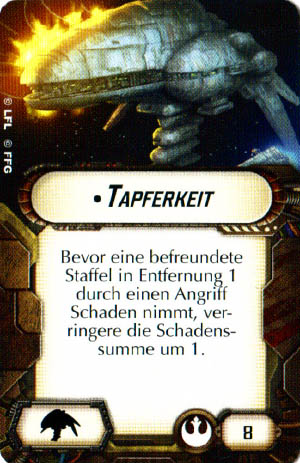 © LFL © FFG
• TAPFERKEIT
Bevor eine befreundete
Staffel in Entfernung 1
durch einen Angriff
Schaden nimmt, ver-
ringere die Schadens-
summe um 1.
8